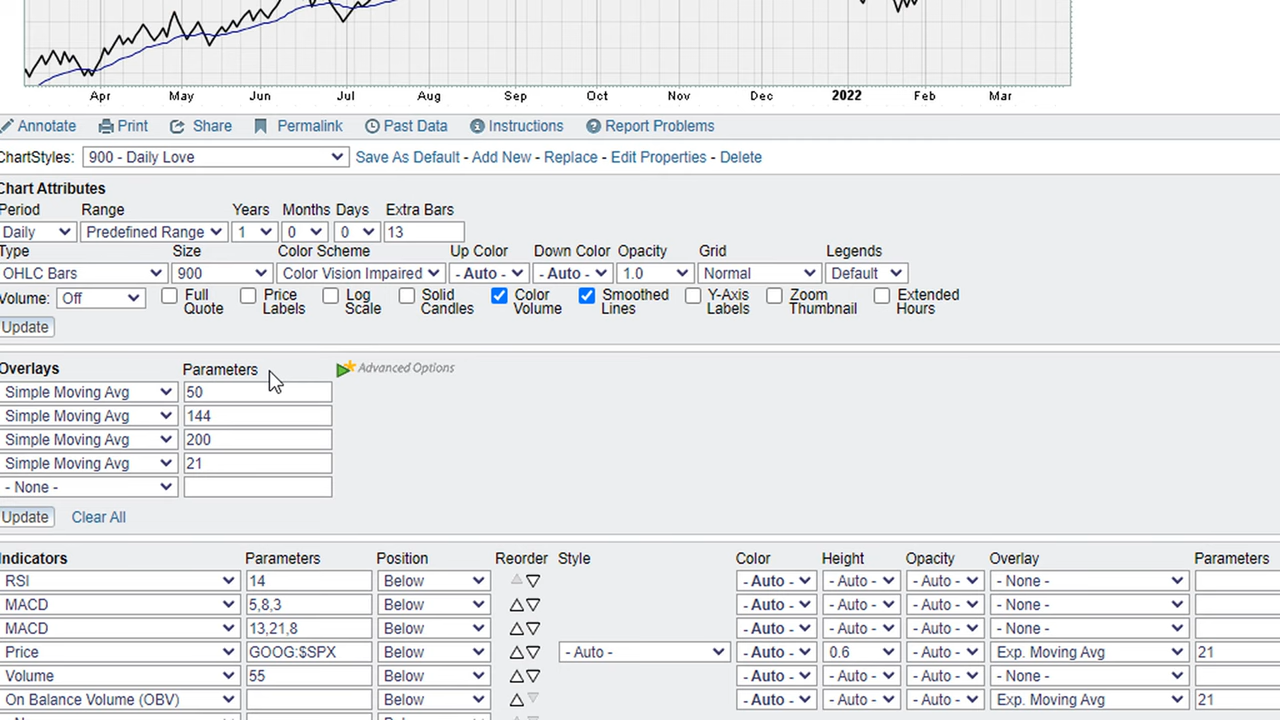 Apr May Jun Jul Aug Sep Oct Nov Dec 2022 Feb Mar
Annotate Print Share Permalink Past Data Instructions Report Problems
ChartStyles: 900 - Daily Love Save As Default - Add New - Replace - Edit Properties - Delete
Chart Attributes
Period Range Years Months Days Extra Bars
Daily Predefined Range 1 0 0 13
Type Size Color Scheme Up Color Down Color Opacity Grid Legends
OHLC Bars 900 Color Vision Impaired - Auto - - Auto - 1.0 Normal Default
Volume: Off Full Quote Price Labels Log Scale Solid Candles Color Volume Smoothed Lines Y-Axis Labels Zoom Thumbnail Extended Hours
Update
Overlays Parameters Advanced Options
Simple Moving Avg 50
Simple Moving Avg 144
Simple Moving Avg 200
Simple Moving Avg 21
- None -
Update Clear All
Indicators Parameters Position Reorder Style Color Height Opacity Overlay Parameters
RSI 14 Below - Auto - - Auto - - Auto - - None -
MACD 5,8,3 Below - Auto - - Auto - - Auto - - None -
MACD 13,21,8 Below - Auto - - Auto - - Auto - - None -
Price GOOG:$SPX Below - Auto - - Auto - 0.6 - Auto - Exp. Moving Avg 21
Volume 55 Below - Auto - - Auto - - Auto - - None -
On Balance Volume (OBV) Below - Auto - - Auto - - Auto - Exp. Moving Avg 21